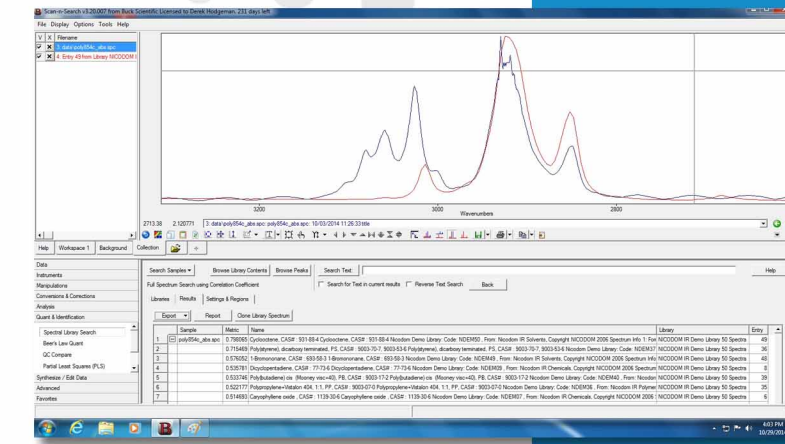 Scan-n-Search v3.20.007 from Buck Scientific Licensed to Derek Hodgeman. 231 days left
File Display Options Tools Help
V X Filename
3: data\poly854c_abs.spc
4: Entry 49 from Library NICODOM I
3200 3000 2800
Wavenumbers
2713.38 2.120771 3: data\poly854c_abs.spc: poly854c_abs.spc: 10/03/2014 11:26:33 title
Help Workspace 1 Background Collection +
Data
Instruments
Manipulations
Conversions & Corrections
Analysis
Quant & Identification
Spectral Library Search
Beer's Law Quant
QC Compare
Partial Least Squares (PLS)
Synthesize / Edit Data
Advanced
Favorites
Search Samples Browse Library Contents Browse Peaks Search Text: Help
Full Spectrum Search using Correlation Coefficient Search for Text in current results Reverse Text Search Back
Libraries Results Settings & Regions
Export Report Clone Library Spectrum
Sample Metric Name Library Entry
1 poly854c_abs.spc 0.798065 Cyclooctene, CAS# : 931-88-4 Cyclooctene, CAS# : 931-88-4 Nicodom Demo Library: Code: NDEM50 . From: Nicodom IR Solvents, Copyright NICODOM 2006 Spectrum Info 1: For NICODOM IR Demo Library 50 Spectra 49
2 0.715469 Poly(styrene), dicarboxy terminated, PS, CAS# : 9003-70-7, 9003-53-6 Poly(styrene), dicarboxy terminated, PS, CAS# : 9003-70-7, 9003-53-6 Nicodom Demo Library: Code: NDEM37 NICODOM IR Demo Library 50 Spectra 36
3 0.576052 1-Bromononane, CAS# : 693-58-3 1-Bromononane, CAS# : 693-58-3 Nicodom Demo Library: Code: NDEM49 . From: Nicodom IR Solvents, Copyright NICODOM 2006 Spectrum Info NICODOM IR Demo Library 50 Spectra 48
4 0.535781 Dicyclopentadiene, CAS# : 77-73-6 Dicyclopentadiene, CAS# : 77-73-6 Nicodom Demo Library: Code: NDEM09 . From: Nicodom IR Chemicals, Copyright NICODOM 2006 Spectrum NICODOM IR Demo Library 50 Spectra 8
5 0.533746 Poly(butadiene) cis (Mooney visc=40), PB, CAS# : 9003-17-2 Poly(butadiene) cis (Mooney visc=40), PB, CAS# : 9003-17-2 Nicodom Demo Library: Code: NDEM40 . From: Nicodom NICODOM IR Demo Library 50 Spectra 39
6 0.522177 Polypropylene+Vistalon 404, 1:1, PP, CAS# : 9003-07-0 Polypropylene+Vistalon 404, 1:1, PP, CAS# : 9003-07-0 Nicodom Demo Library: Code: NDEM36 . From: Nicodom IR Polymer NICODOM IR Demo Library 50 Spectra 35
7 0.514693 Caryophyllene oxide , CAS# : 1139-30-6 Caryophyllene oxide , CAS# : 1139-30-6 Nicodom Demo Library: Code: NDEM07 . From: Nicodom IR Chemicals, Copyright NICODOM 2006 NICODOM IR Demo Library 50 Spectra 6
4:03 PM
10/29/2014